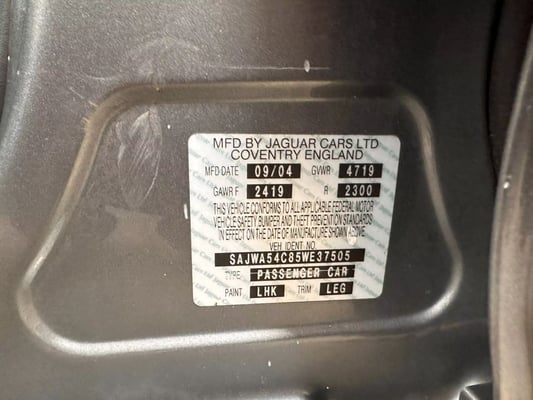 MFD BY JAGUAR CARS LTD
COVENTRY ENGLAND
MFD·DATE 09/04 GVWR 4719
GAWR F 2419 R 2300
THIS VEHICLE CONFORMS TO ALL APPLICABLE FEDERAL MOTOR
VEHICLE SAFETY BUMPER AND THEFT PREVENTION STANDARDS
IN EFFECT ON THE DATE OF MANUFACTURE SHOWN ABOVE
VEH IDENT NO.
SAJWA54C85WE37505
TYPE PASSENGER CAR
PAINT LHK TRIM LEG